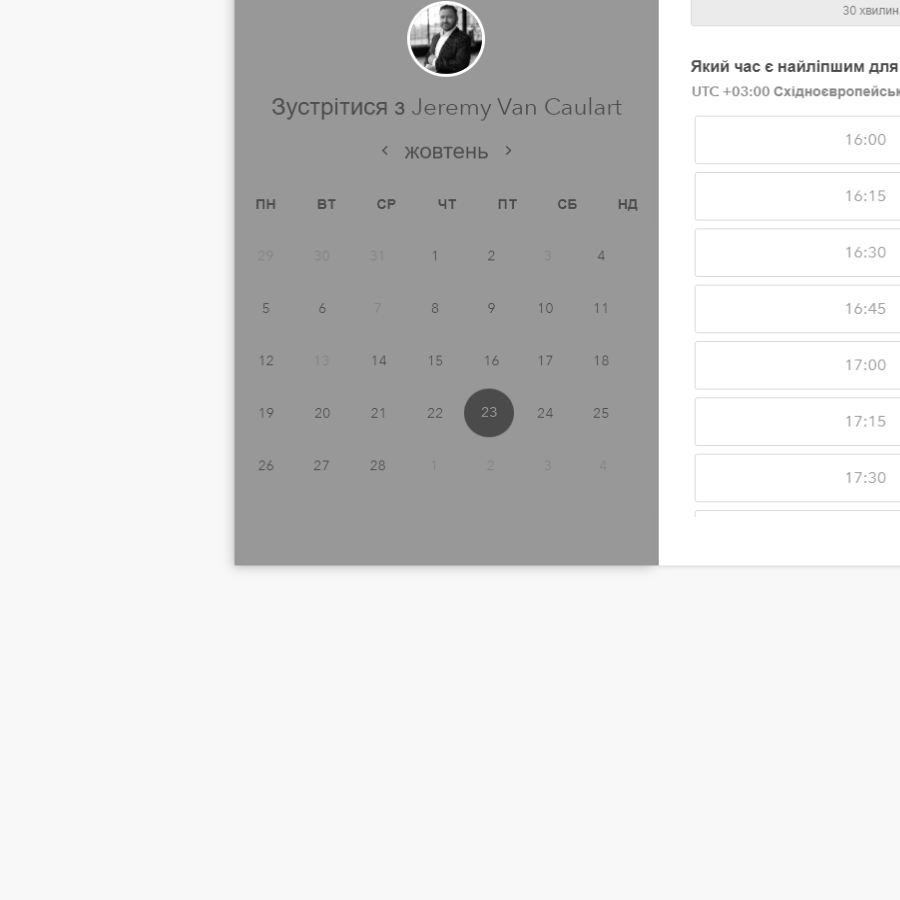 30 хвилин
Зустрітися з Jeremy Van Caulart
жовтень
ПН ВТ СР ЧТ ПТ СБ НД
29 30 31 1 2 3 4
5 6 7 8 9 10 11
12 13 14 15 16 17 18
19 20 21 22 23 24 25
26 27 28 1 2 3 4
Який час є найліпшим для
UTC +03:00 Східноєвропейськ
16:00
16:15
16:30
16:45
17:00
17:15
17:30